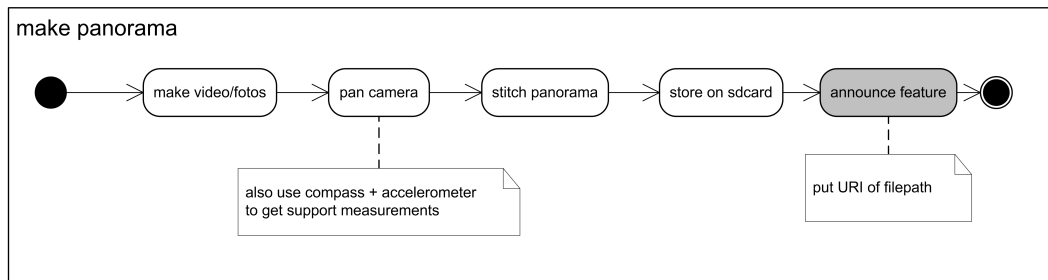 make panorama
make video/fotos
pan camera
stitch panorama
store on sdcard
announce feature
also use compass + accelerometer
to get support measurements
put URI of filepath